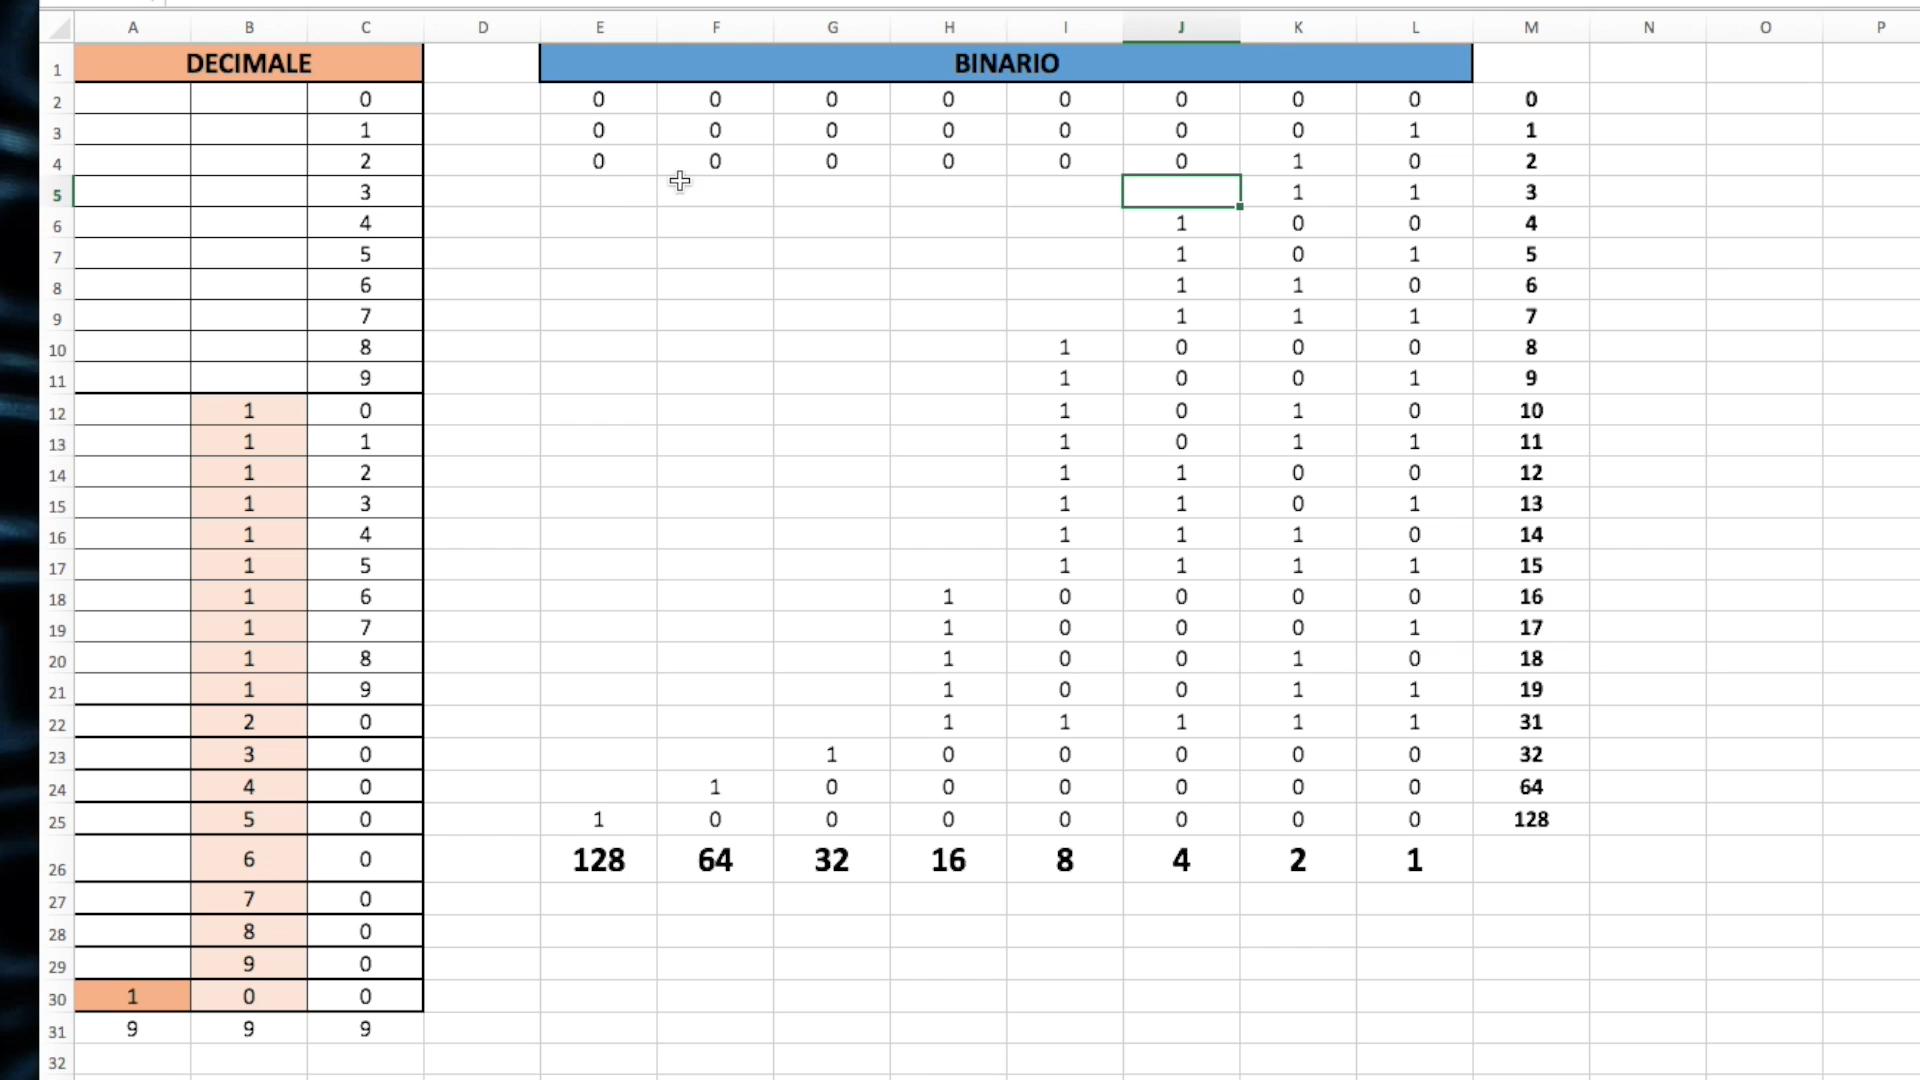 A B C D E F G H I J K L M N O P
1 DECIMALE BINARIO
2 0 0 0 0 0 0 0 0 0 0
3 1 0 0 0 0 0 0 0 1 1
4 2 0 0 0 0 0 0 1 0 2
5 3 1 1 3
6 4 1 0 0 4
7 5 1 0 1 5
8 6 1 1 0 6
9 7 1 1 1 7
10 8 1 0 0 0 8
11 9 1 0 0 1 9
12 1 0 1 0 1 0 10
13 1 1 1 0 1 1 11
14 1 2 1 1 0 0 12
15 1 3 1 1 0 1 13
16 1 4 1 1 1 0 14
17 1 5 1 1 1 1 15
18 1 6 1 0 0 0 0 16
19 1 7 1 0 0 0 1 17
20 1 8 1 0 0 1 0 18
21 1 9 1 0 0 1 1 19
22 2 0 1 1 1 1 1 31
23 3 0 1 0 0 0 0 0 32
24 4 0 1 0 0 0 0 0 0 64
25 5 0 1 0 0 0 0 0 0 0 128
26 6 0 128 64 32 16 8 4 2 1
27 7 0
28 8 0
29 9 0
30 1 0 0
31 9 9 9
32